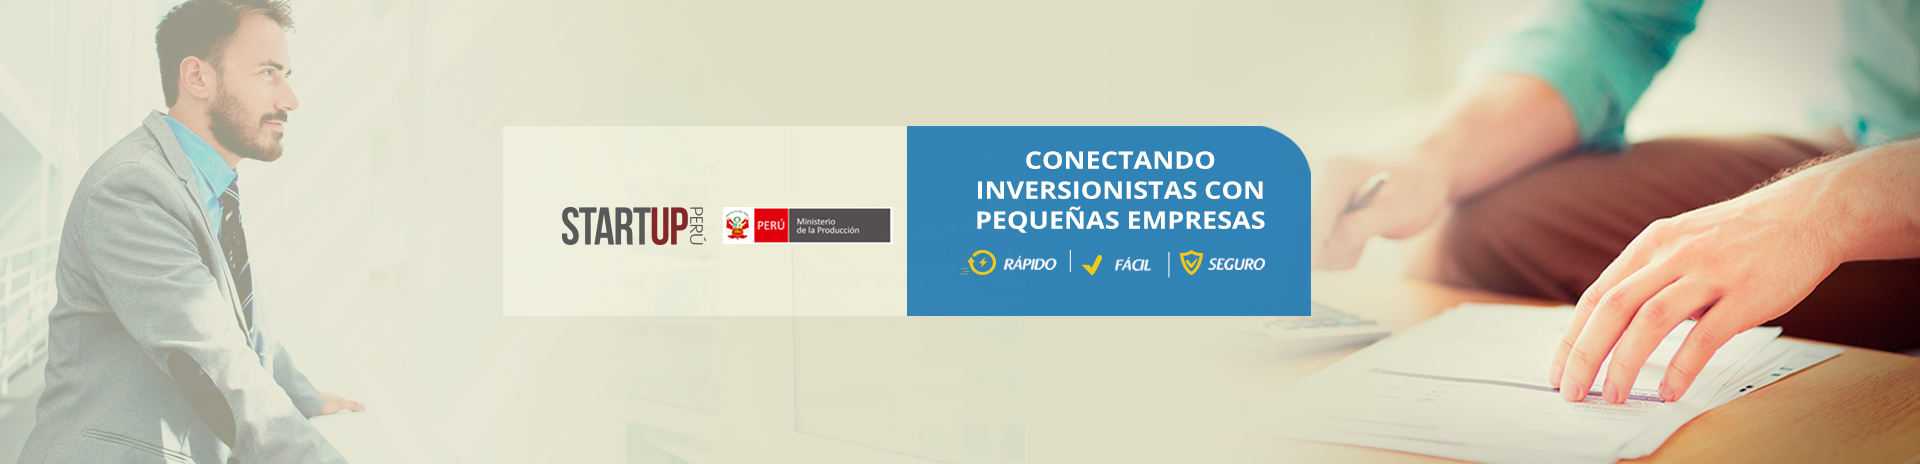 STARTUP PERÚ
PERÚ
Ministerio
de la Producción
CONECTANDO
INVERSIONISTAS CON
PEQUEÑAS EMPRESAS
RÁPIDO
FÁCIL
SEGURO